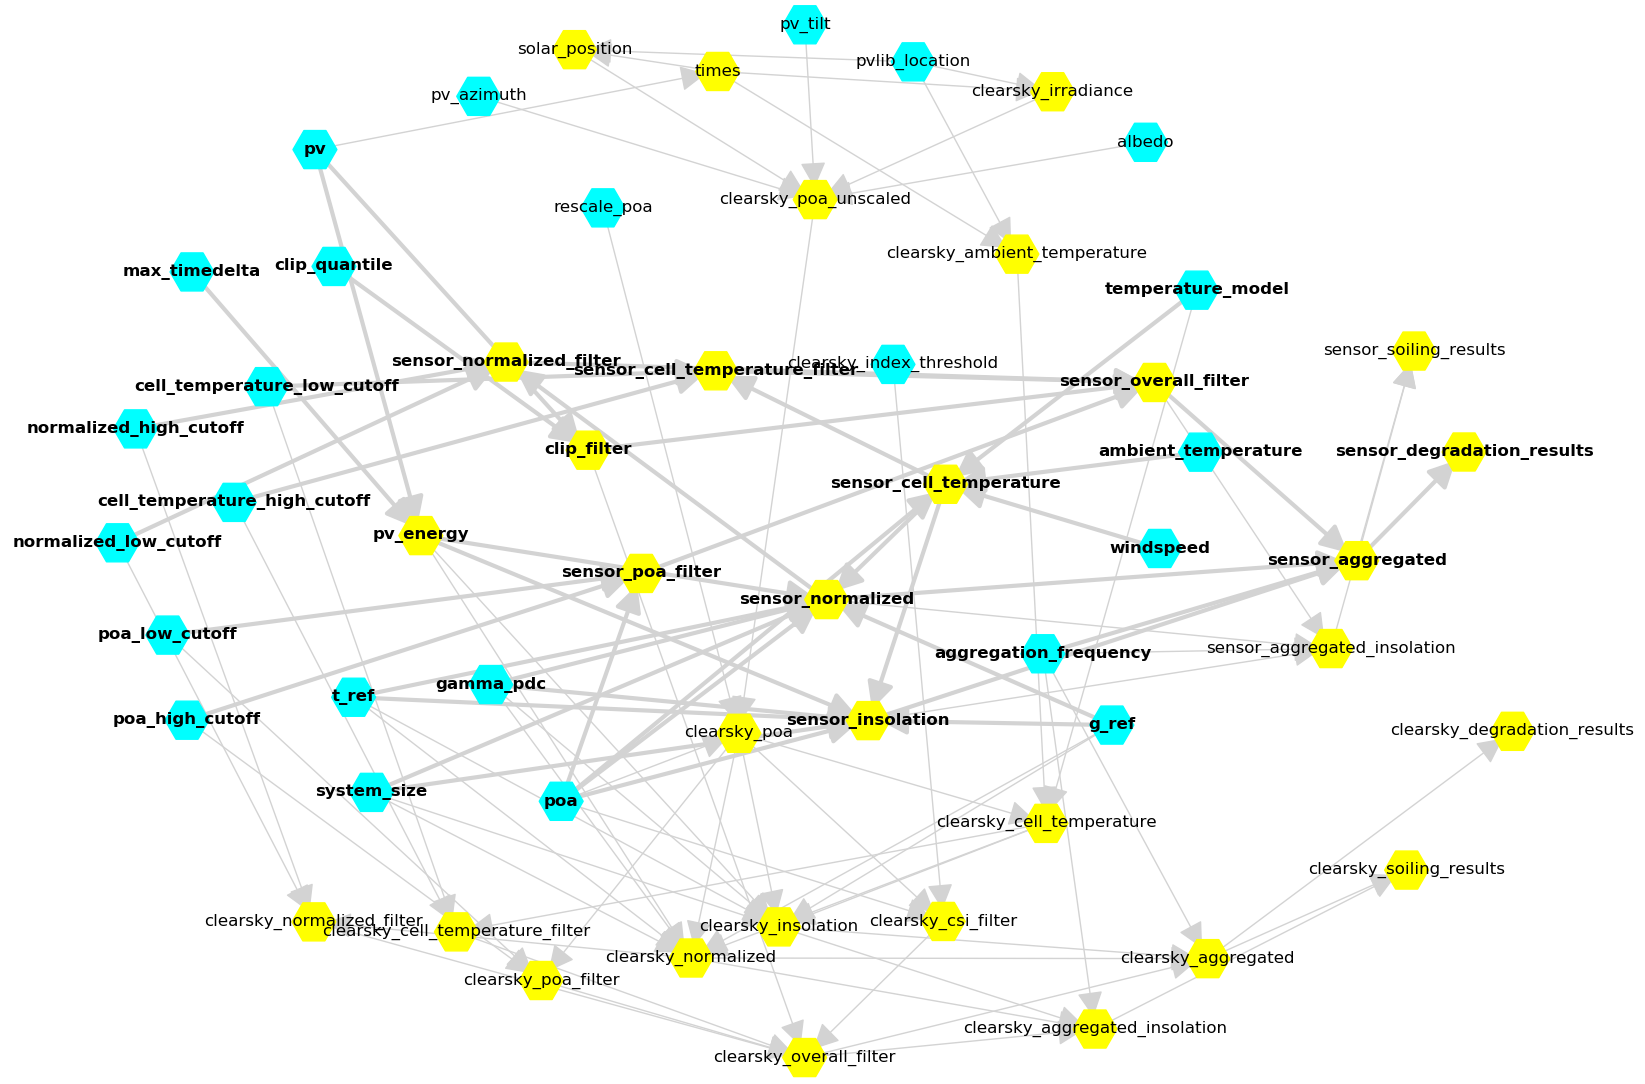 pv_tilt
solar_position
pvlib_location
times
clearsky_irradiance
pv_azimuth
albedo
pv
clearsky_poa_unscaled
rescale_poa
clearsky_ambient_temperature
max_timedelta
clip_quantile
temperature_model
sensor_soiling_results
sensor_normalized_filter
sensor_cell_temperature_filter
clearsky_index_threshold
sensor_overall_filter
cell_temperature_low_cutoff
normalized_high_cutoff
clip_filter
ambient_temperature
sensor_degradation_results
sensor_cell_temperature
cell_temperature_high_cutoff
normalized_low_cutoff
pv_energy
windspeed
sensor_aggregated
sensor_poa_filter
sensor_normalized
poa_low_cutoff
aggregation_frequency
sensor_aggregated_insolation
gamma_pdc
t_ref
poa_high_cutoff
sensor_insolation
g_ref
clearsky_poa
clearsky_degradation_results
system_size
poa
clearsky_cell_temperature
clearsky_soiling_results
clearsky_normalized_filter
clearsky_cell_temperature_filter
clearsky_insolation
clearsky_csi_filter
clearsky_normalized
clearsky_aggregated
clearsky_poa_filter
clearsky_aggregated_insolation
clearsky_overall_filter